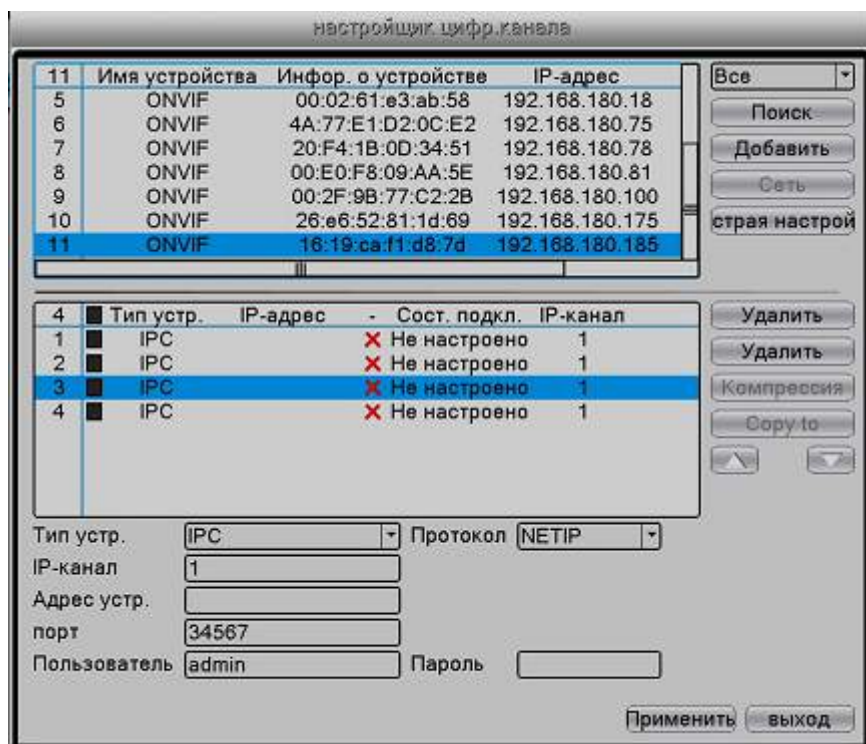 настройщик цифр.канала
11 Имя устройства Инфор. о устройстве IP-адрес
5 ONVIF 00:02:61:e3:ab:58 192.168.180.18
6 ONVIF 4A:77:E1:D2:0C:E2 192.168.180.75
7 ONVIF 20:F4:1B:0D:34:51 192.168.180.78
8 ONVIF 00:E0:F8:09:AA:5E 192.168.180.81
9 ONVIF 00:2F:9B:77:C2:2B 192.168.180.100
10 ONVIF 26:e6:52:81:1d:69 192.168.180.175
11 ONVIF 16:19:ca:f1:d8:7d 192.168.180.185
Все
Поиск
Добавить
Сеть
страя настрой
4 Тип устр. IP-адрес - Сост. подкл. IP-канал
1 IPC Не настроено 1
2 IPC Не настроено 1
3 IPC Не настроено 1
4 IPC Не настроено 1
Удалить
Удалить
Компрессия
Copy to
Тип устр. IPC Протокол NETIP
IP-канал 1
Адрес устр.
порт 34567
Пользователь admin Пароль
Применить выход